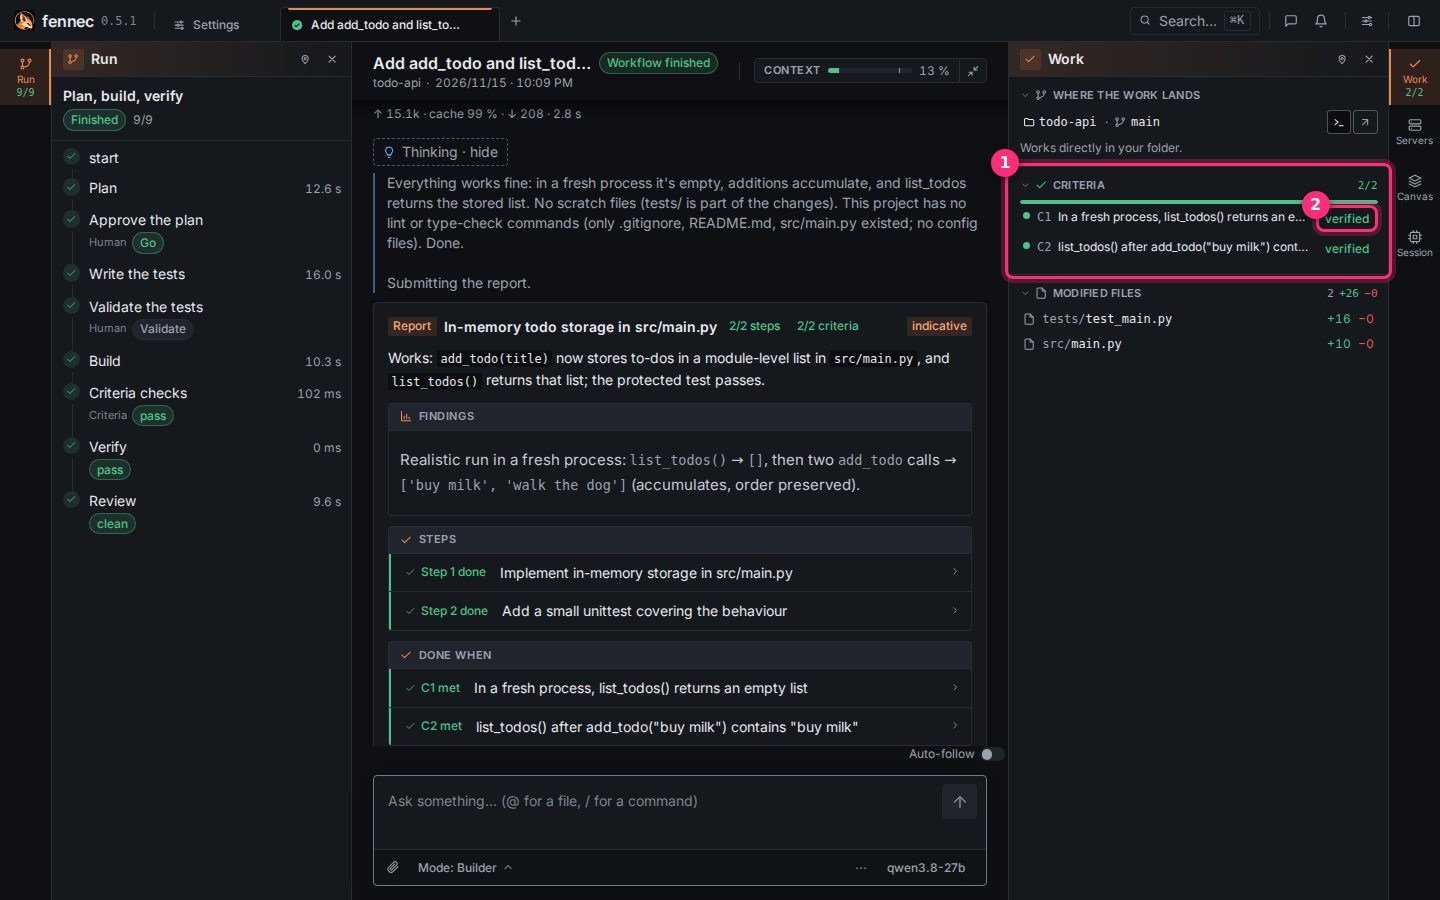 fennec 0.5.1
Settings
Add add_todo and list_to...
Search... ⌘K
Run
9/9
Run
Plan, build, verify
Finished 9/9
start
Plan 12.6 s
Approve the plan
Human Go
Write the tests 16.0 s
Validate the tests
Human Validate
Build 10.3 s
Criteria checks 102 ms
Criteria pass
Verify 0 ms
pass
Review 9.6 s
clean
Add add_todo and list_tod... Workflow finished
todo-api · 2026/11/15 · 10:09 PM
CONTEXT 13 %
↑ 15.1k · cache 99 % · ↓ 208 · 2.8 s
Thinking · hide
Everything works fine: in a fresh process it's empty, additions accumulate, and list_todos
returns the stored list. No scratch files (tests/ is part of the changes). This project has no
lint or type-check commands (only .gitignore, README.md, src/main.py existed; no config
files). Done.
Submitting the report.
Report In-memory todo storage in src/main.py 2/2 steps 2/2 criteria indicative
Works: add_todo(title) now stores to-dos in a module-level list in src/main.py, and
list_todos() returns that list; the protected test passes.
FINDINGS
Realistic run in a fresh process: list_todos() → [], then two add_todo calls →
['buy milk', 'walk the dog'] (accumulates, order preserved).
STEPS
Step 1 done Implement in-memory storage in src/main.py
Step 2 done Add a small unittest covering the behaviour
DONE WHEN
C1 met In a fresh process, list_todos() returns an empty list
C2 met list_todos() after add_todo("buy milk") contains "buy milk"
Auto-follow
Ask something... (@ for a file, / for a command)
Mode: Builder
··· qwen3.8-27b
Work
WHERE THE WORK LANDS
todo-api · main
Works directly in your folder.
1
CRITERIA 2/2
2
C1 In a fresh process, list_todos() returns an e... verified
C2 list_todos() after add_todo("buy milk") cont... verified
MODIFIED FILES 2 +26 −0
tests/test_main.py +16 −0
src/main.py +10 −0
Work
2/2
Servers
Canvas
Session